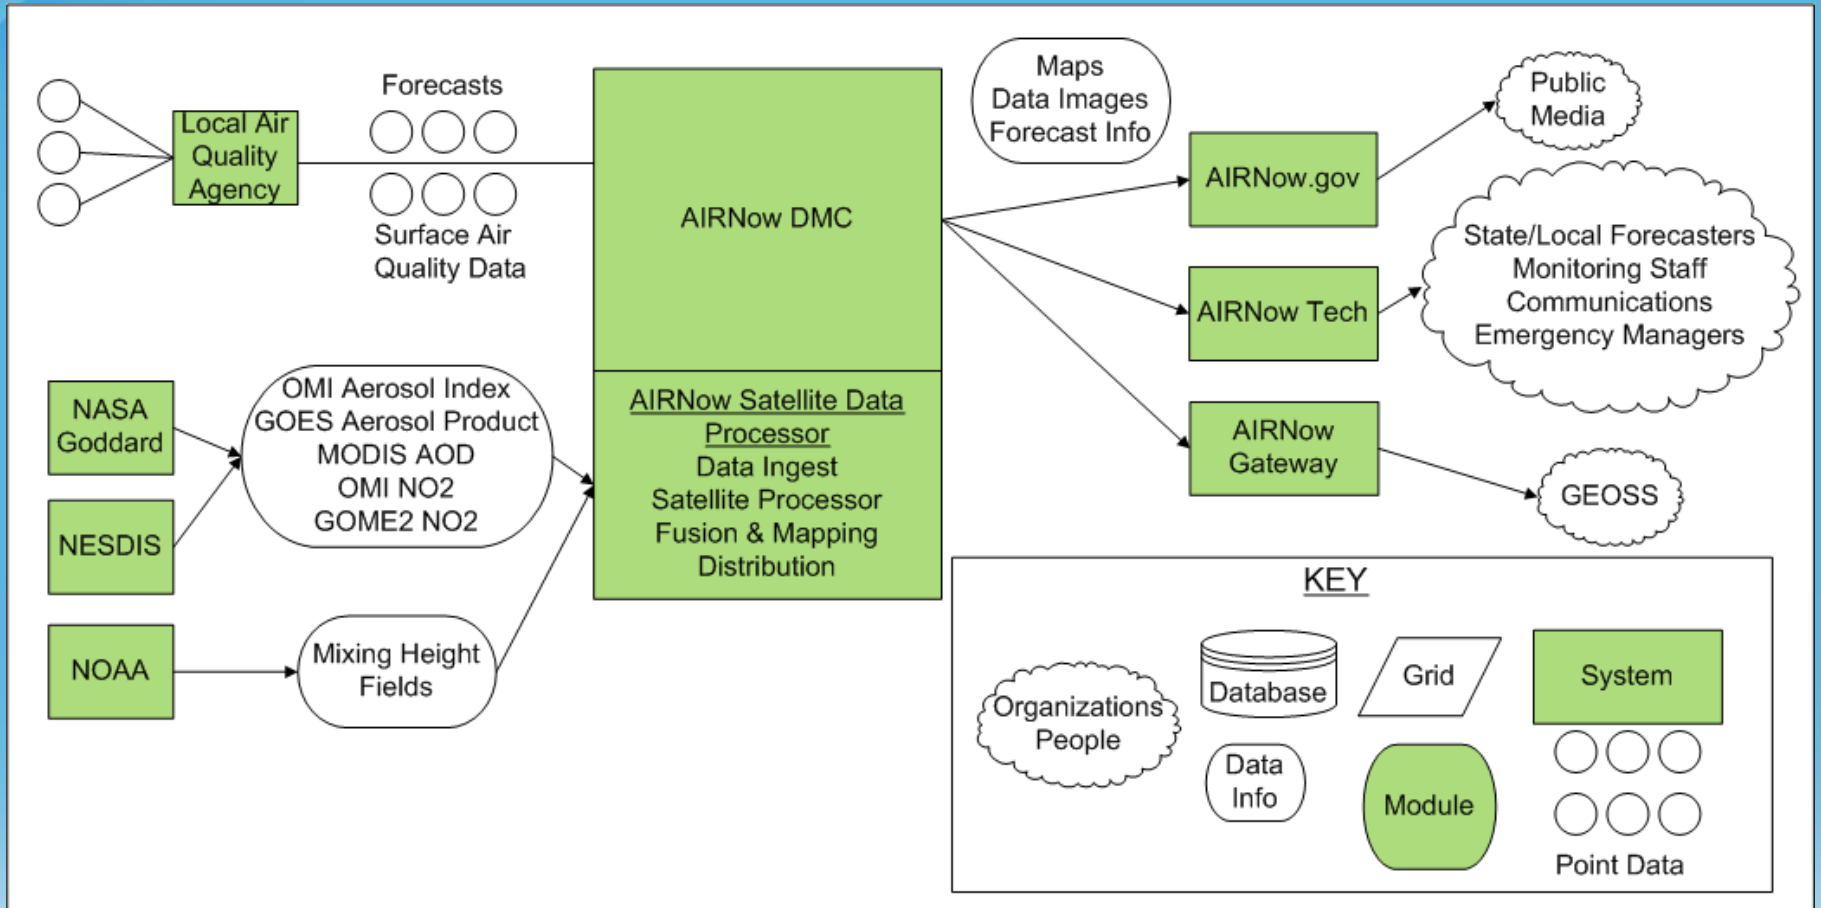 Forecasts
Local Air
Quality
Agency
Surface Air
Quality Data
NASA
Goddard
NESDIS
NOAA
OMI Aerosol Index
GOES Aerosol Product
MODIS AOD
OMI NO2
GOME2 NO2
Mixing Height
Fields
AIRNow DMC
AIRNow Satellite Data
Processor
Data Ingest
Satellite Processor
Fusion & Mapping
Distribution
Maps
Data Images
Forecast Info
AIRNow.gov
AIRNow Tech
AIRNow
Gateway
Public
Media
State/Local Forecasters
Monitoring Staff
Communications
Emergency Managers
GEOSS
KEY
Organizations
People
Database
Grid
System
Data
Info
Module
Point Data